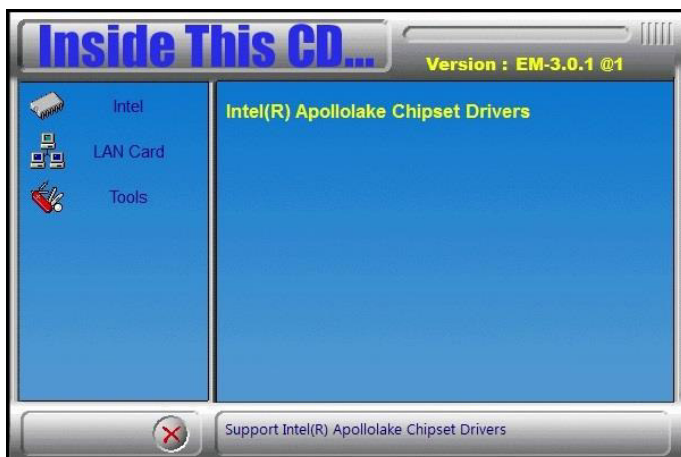 Inside This CD...
Version : EM-3.0.1 @1
Intel
LAN Card
Tools
Intel(R) Apollolake Chipset Drivers
Support Intel(R) Apollolake Chipset Drivers